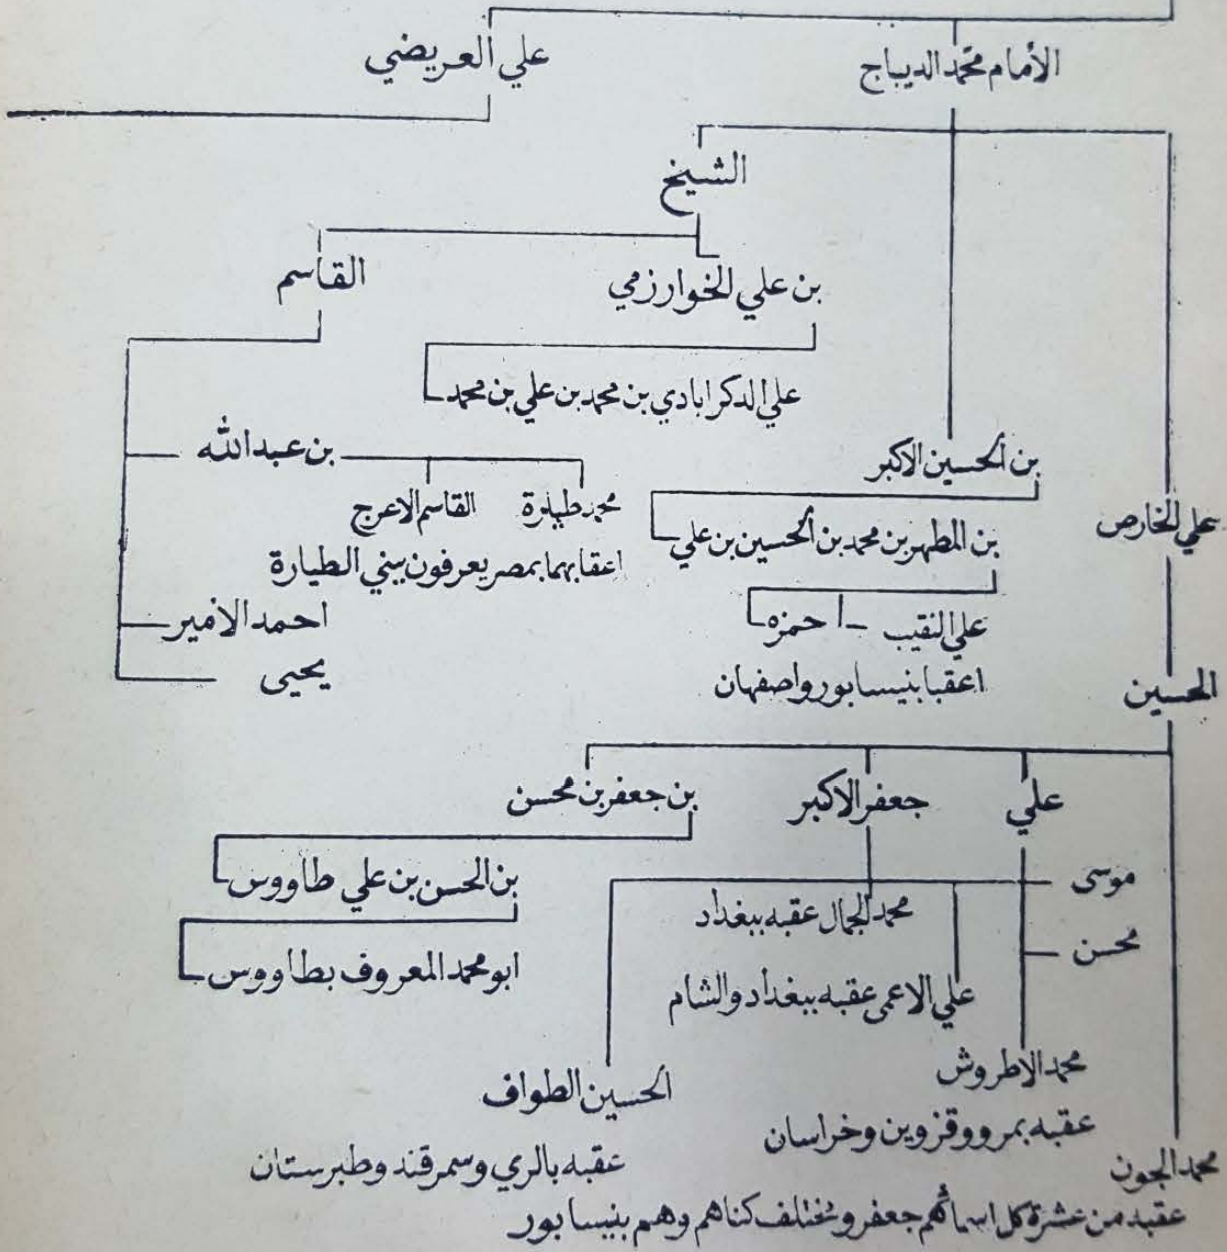 الأمام محمد الديباج
علي العريضي
الشيخ
بن علي الخوارزمي
القاسم
علي الدكرابادي بن محمد بن علي بن محمد
بن الحسين الاكبر
بن عبدالله
علي الخارص
محمد طيارة
القاسم الاعرج
بن المطهر بن محمد بن الحسين بن علي
اعقابهما بمصر يعرفون ببني الطيارة
علي النقيب
حمزه
احمد الامير
اعقبا بنيسابور واصفهان
يحيى
الحسين
علي
جعفر الاكبر
بن جعفر بن محسن
موسى
بن الحسن بن علي طاووس
محمد الجمال عقبه ببغداد
محسن
ابو محمد المعروف بطاووس
علي الاعمى عقبه ببغداد والشام
محمد الاطروش
الحسين الطواف
عقبه بمرو وقزوين وخراسان
عقبه بالري وسمرقند وطبرستان
محمد الجون
عقبه من عشرة كل اسمائهم جعفر وتختلف كناهم وهم بنيسابور